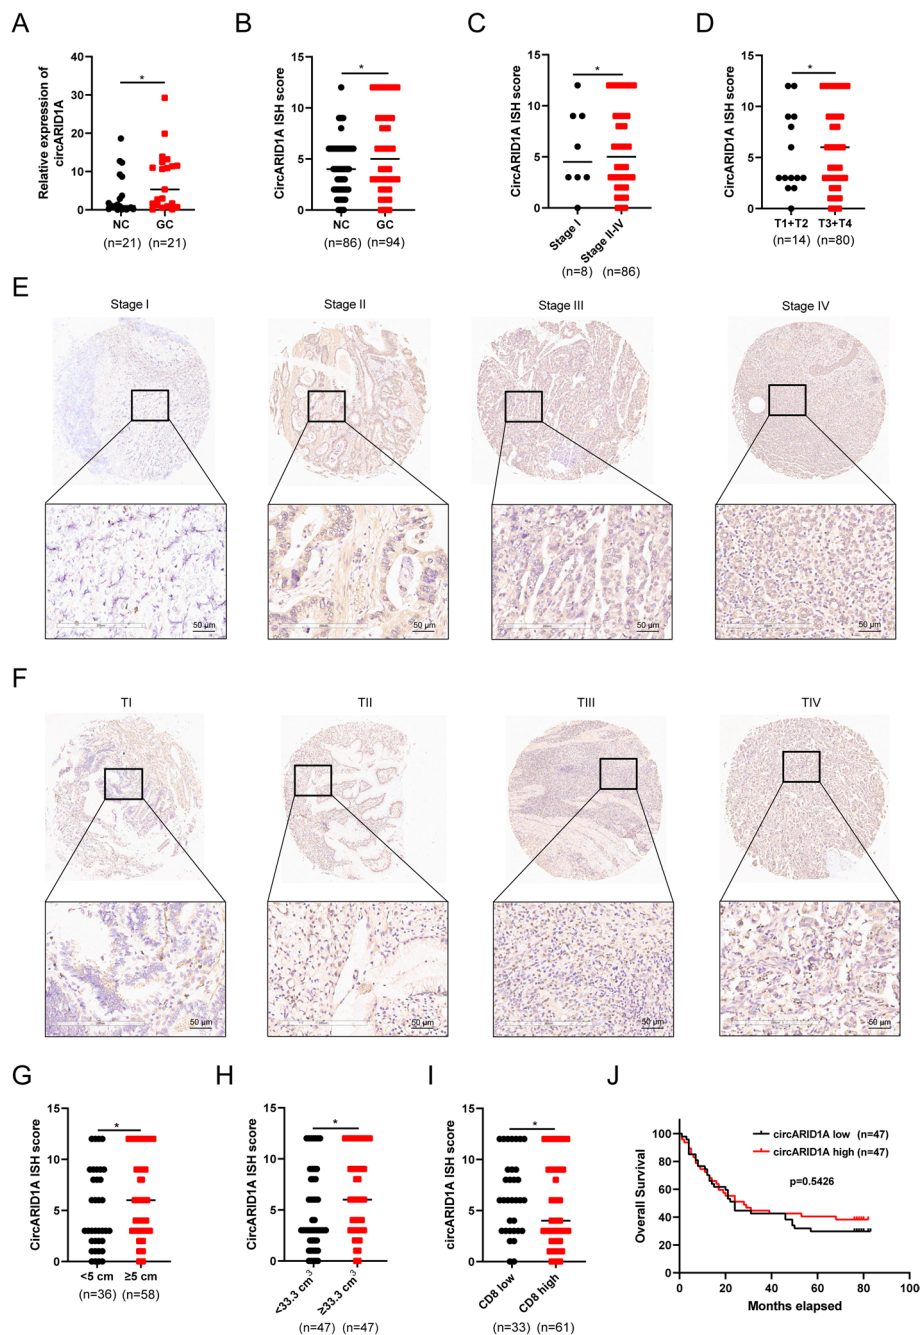 A
Relative expression of
circARID1A
40
30
20
10
0
*
NC
GC
(n=21)
(n=21)
B
CircARID1A ISH score
15
10
5
0
*
NC
GC
(n=86)
(n=94)
C
CircARID1A ISH score
15
10
5
0
*
Stage I
Stage II-IV
(n=8)
(n=86)
D
CircARID1A ISH score
15
10
5
0
*
T1+T2
T3+T4
(n=14)
(n=80)
E
Stage I
Stage II
Stage III
Stage IV
50 μm
50 μm
50 μm
50 μm
F
TI
TII
TIII
TIV
50 μm
50 μm
50 μm
50 μm
G
CircARID1A ISH score
15
10
5
0
*
<5 cm
≥5 cm
(n=36)
(n=58)
H
CircARID1A ISH score
15
10
5
0
*
<33.3 cm³
≥33.3 cm³
(n=47)
(n=47)
I
circARID1A ISH score
15
10
5
0
*
CD8 low
CD8 high
(n=33)
(n=61)
J
Overall Survival
100
80
60
40
20
0
circARID1A low (n=47)
circARID1A high (n=47)
p=0.5426
0
20
40
60
80
100
Months elapsed